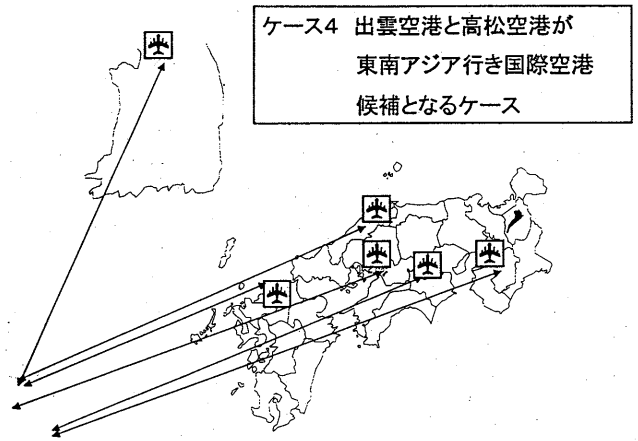 ケース4 出雲空港と高松空港が
東南アジア行き国際空港
候補となるケース